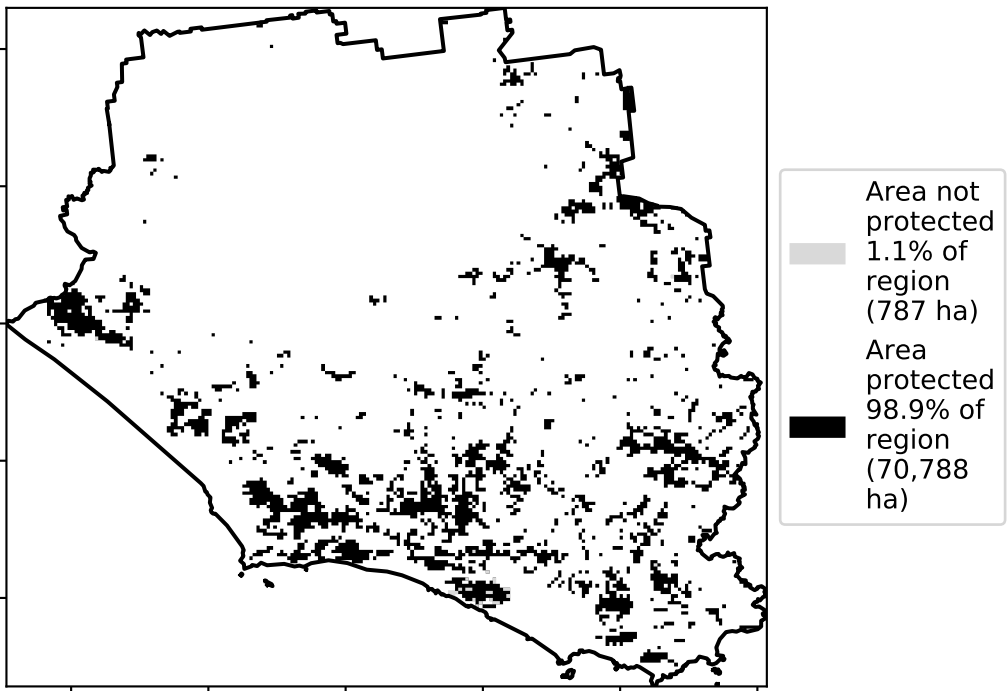 Area not
protected
1.1% of
region
(787 ha)
Area
protected
98.9% of
region
(70,788
ha)